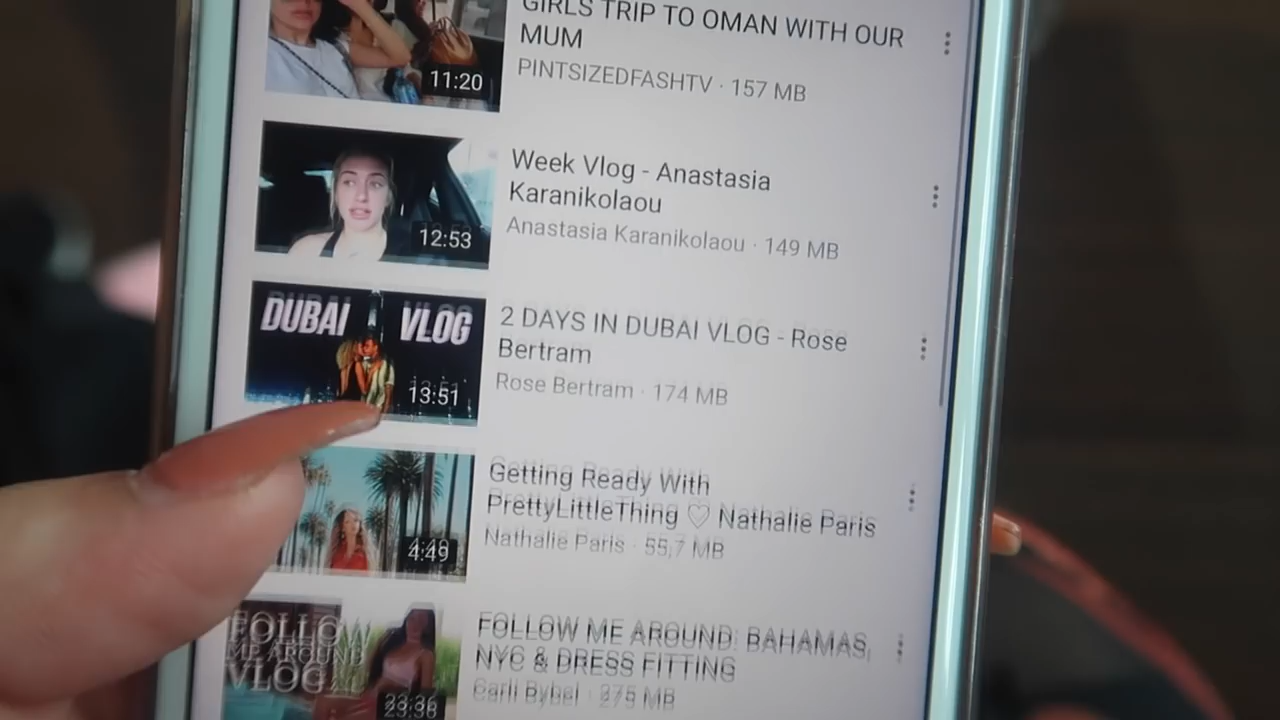 GIRLS TRIP TO OMAN WITH OUR
MUM
PINTSIZEDFASHTV · 157 MB
11:20
Week Vlog - Anastasia
Karanikolaou
Anastasia Karanikolaou · 149 MB
12:53
DUBAI VLOG
13:51
2 DAYS IN DUBAI VLOG - Rose
Bertram
Rose Bertram · 174 MB
Getting Ready With
PrettyLittleThing ♡ Nathalie Paris
Nathalie Paris · 55,7 MB
4:49
FOLLOW
ME AROUND
VLOG
23:36
FOLLOW ME AROUND: BAHAMAS,
NYC & DRESS FITTING
Carli Bybel · 275 MB